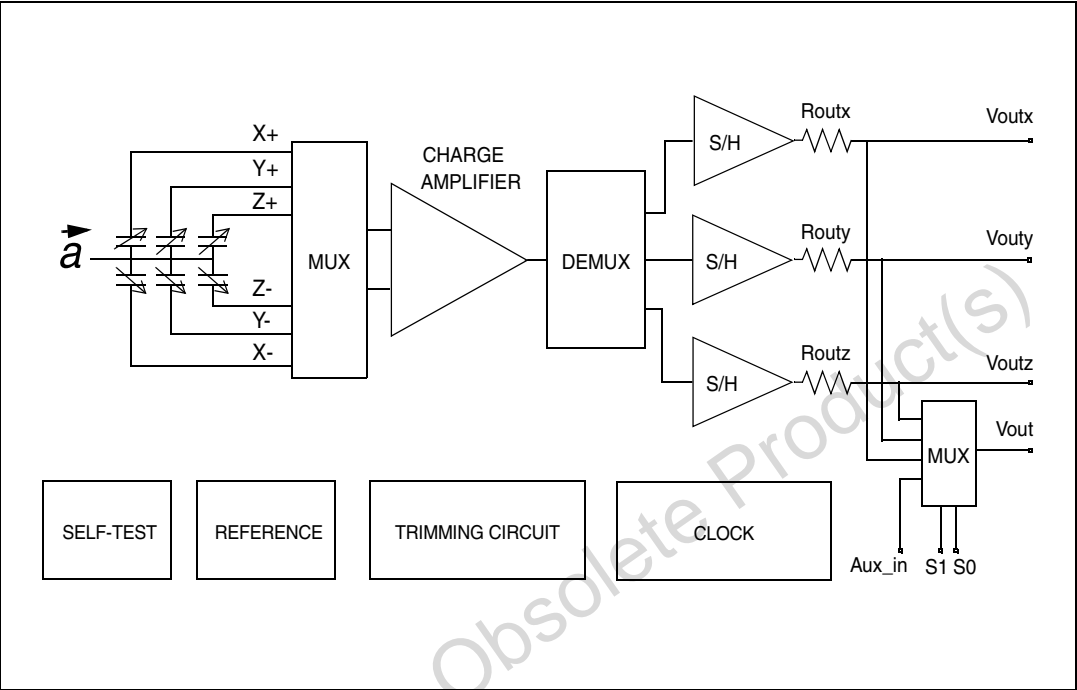 X+
Y+
Z+
Z-
Y-
X-
a
MUX
CHARGE
AMPLIFIER
DEMUX
S/H
S/H
S/H
Routx
Routy
Routz
Voutx
Vouty
Voutz
Vout
MUX
Aux_in
S1 S0
SELF-TEST
REFERENCE
TRIMMING CIRCUIT
CLOCK
Obsolete Product(s)